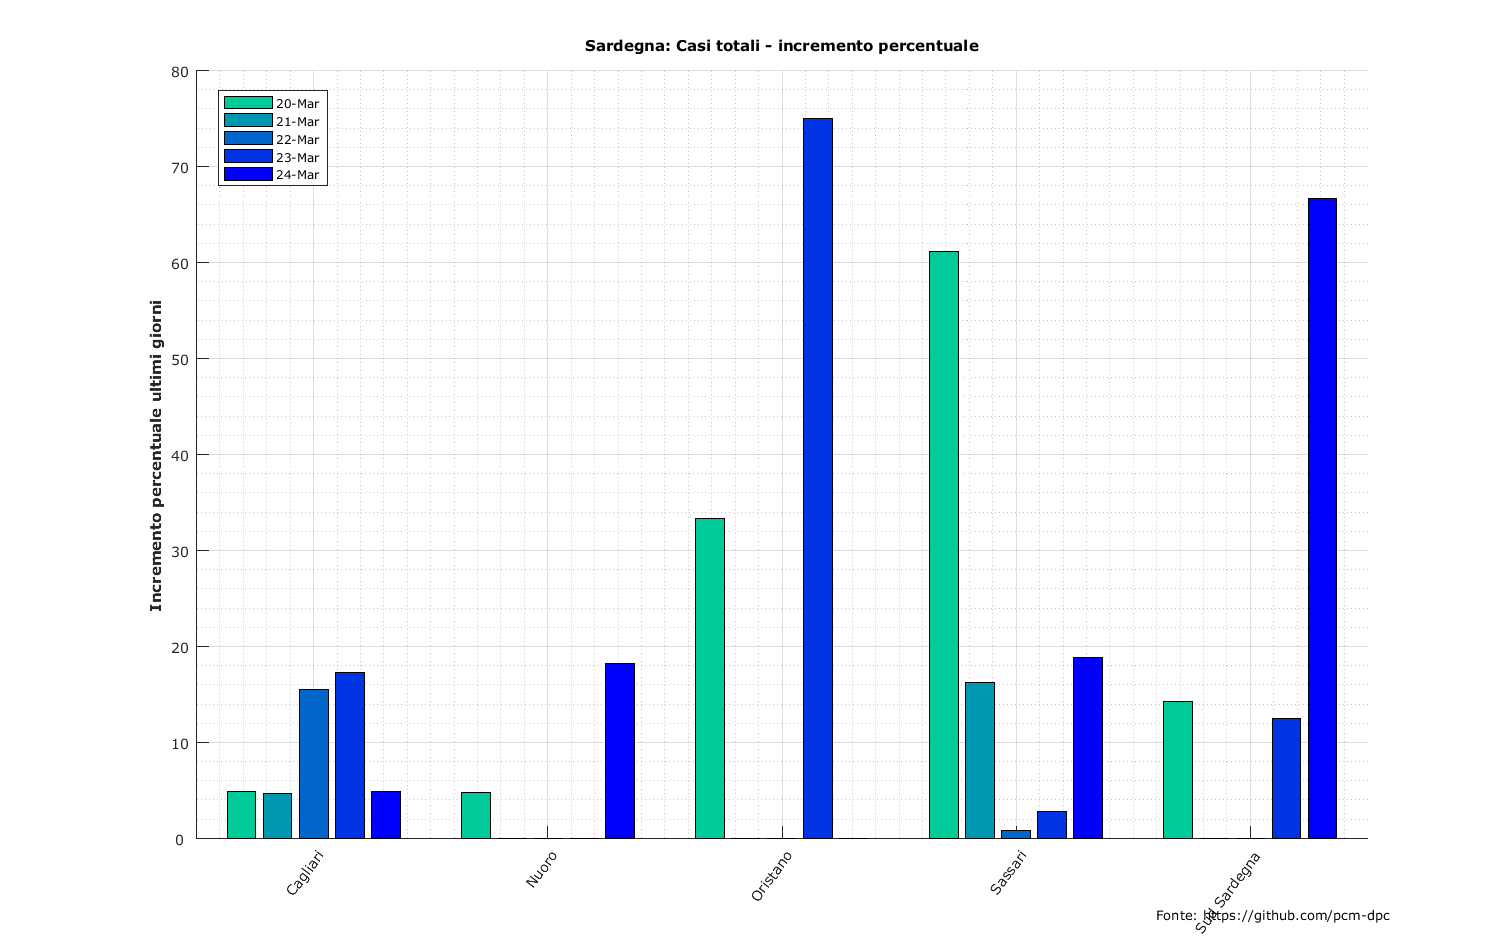 Sardegna: Casi totali - incremento percentuale
80
70
60
50
40
30
20
10
0
Incremento percentuale ultimi giorni
20-Mar
21-Mar
22-Mar
23-Mar
24-Mar
Cagliari
Nuoro
Oristano
Sassari
Sud Sardegna
Fonte: https://github.com/pcm-dpc